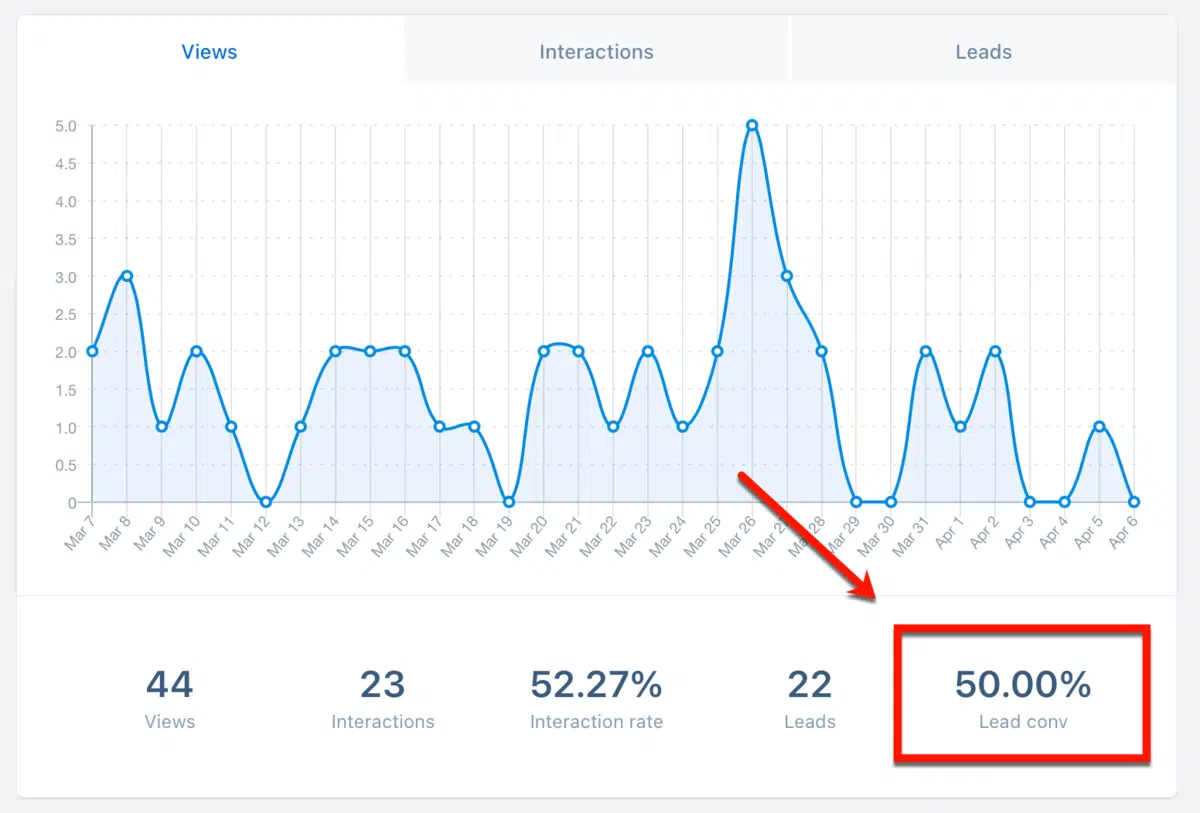 Views Interactions Leads
5.0
4.5
4.0
3.5
3.0
2.5
2.0
1.5
1.0
0.5
0
Mar 7 Mar 8 Mar 9 Mar 10 Mar 11 Mar 12 Mar 13 Mar 14 Mar 15 Mar 16 Mar 17 Mar 18 Mar 19 Mar 20 Mar 21 Mar 22 Mar 23 Mar 24 Mar 25 Mar 26 Mar 28 Mar 29 Mar 30 Mar 31 Apr 1 Apr 2 Apr 3 Apr 4 Apr 5 Apr 6
44 23 52.27% 22 50.00%
Views Interactions Interaction rate Leads Lead conv